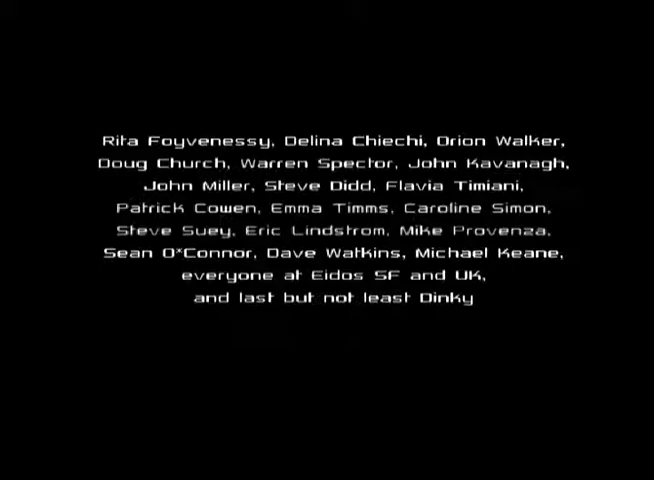 Rita Foyvenessy, Delina Chiechi, Orion Walker,
Doug Church, Warren Spector, John Kavanagh,
John Miller, Steve Didd, Flavia Timiani,
Patrick Cowen, Emma Timms, Caroline Simon,
Steve Suey, Eric Lindstrom, Mike Provenza,
Sean O*Connor, Dave Watkins, Michael Keane,
everyone at Eidos SF and UK,
and last but not least Dinky